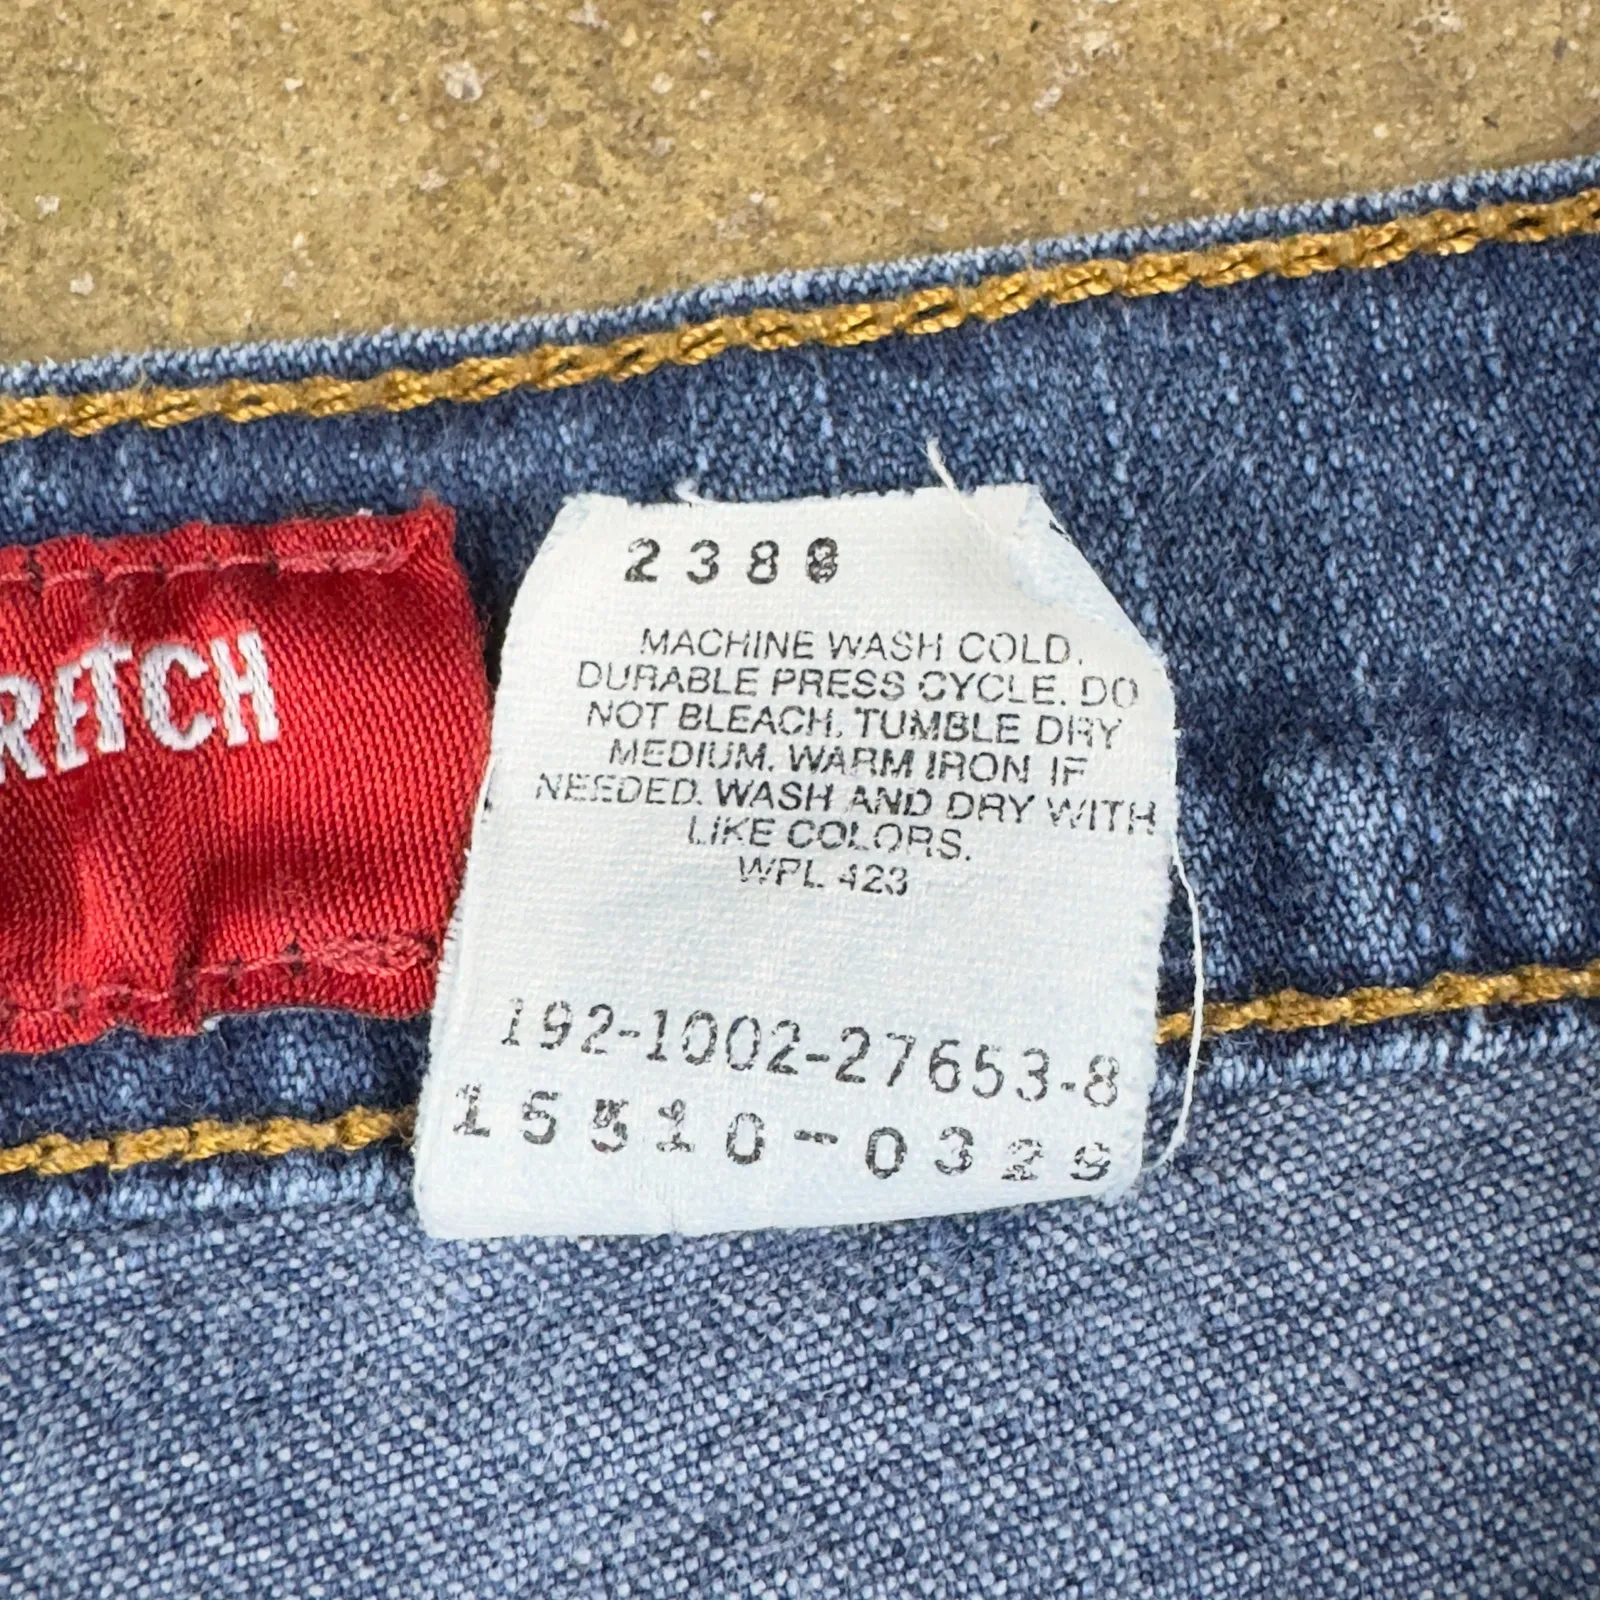 RETCH
2388
MACHINE WASH COLD.
DURABLE PRESS CYCLE. DO
NOT BLEACH. TUMBLE DRY
MEDIUM. WARM IRON IF
NEEDED. WASH AND DRY WITH
LIKE COLORS.
WPL 423
192-1002-27653-8
15510-0329